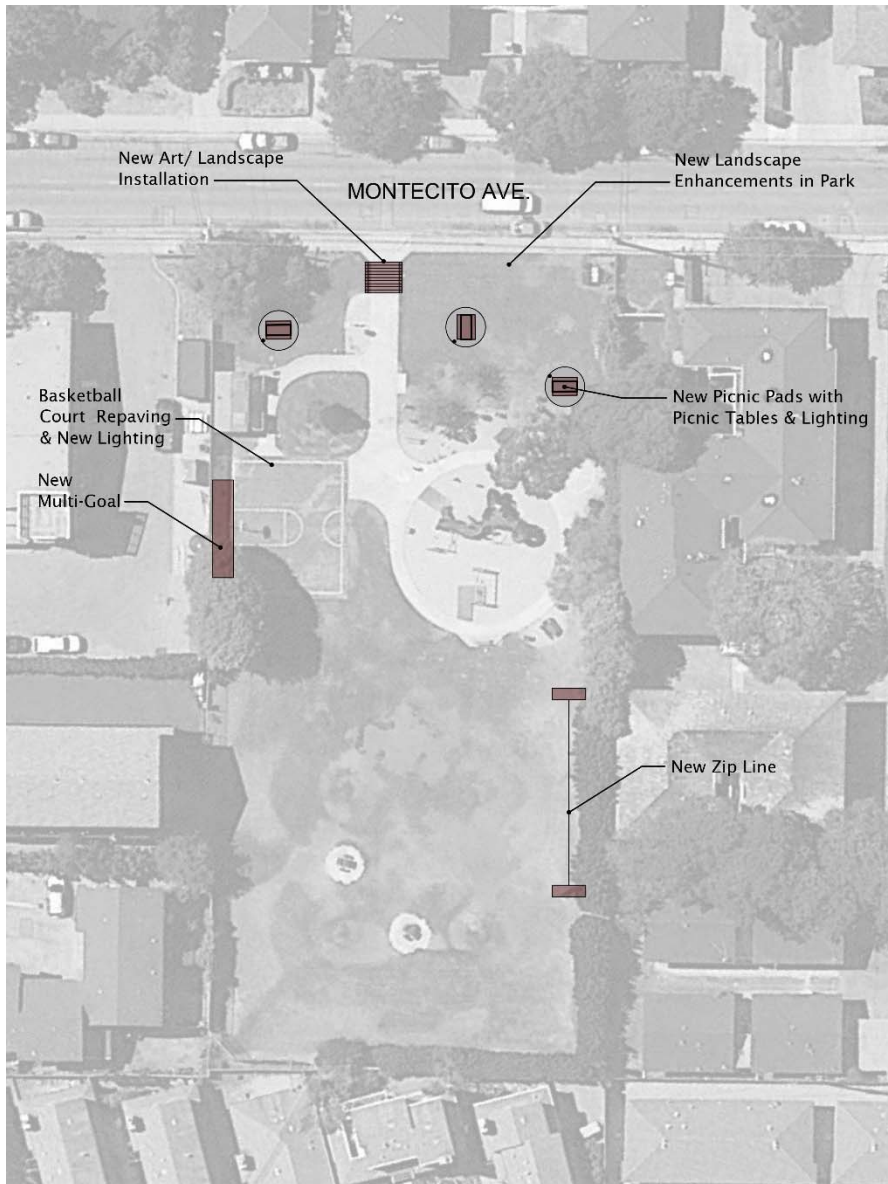 New Art/ Landscape
Installation
MONTECITO AVE.
New Landscape
Enhancements in Park
Basketball
Court Repaving
& New Lighting
New Picnic Pads with
Picnic Tables & Lighting
New
Multi-Goal
New Zip Line